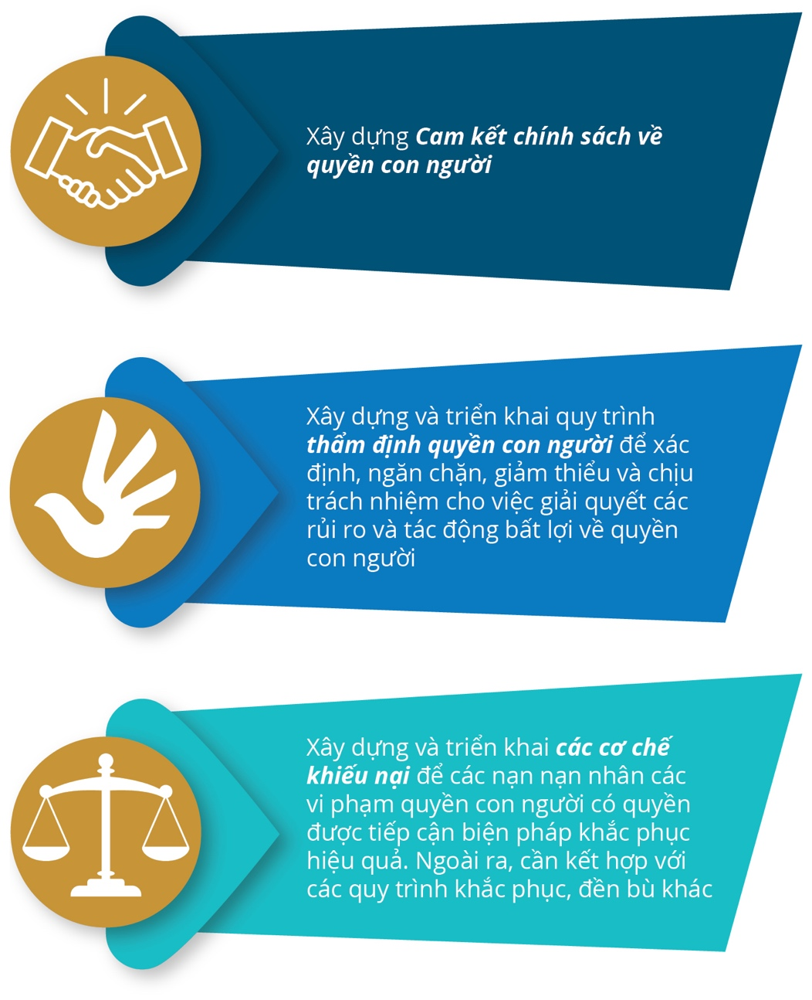 Xây dựng Cam kết chính sách về
quyền con người
Xây dựng và triển khai quy trình
thẩm định quyền con người để xác
định, ngăn chặn, giảm thiểu và chịu
trách nhiệm cho việc giải quyết các
rủi ro và tác động bất lợi về quyền
con người
Xây dựng và triển khai các cơ chế
khiếu nại để các nạn nạn nhân các
vi phạm quyền con người có quyền
được tiếp cận biện pháp khắc phục
hiệu quả. Ngoài ra, cần kết hợp với
các quy trình khắc phục, đền bù khác